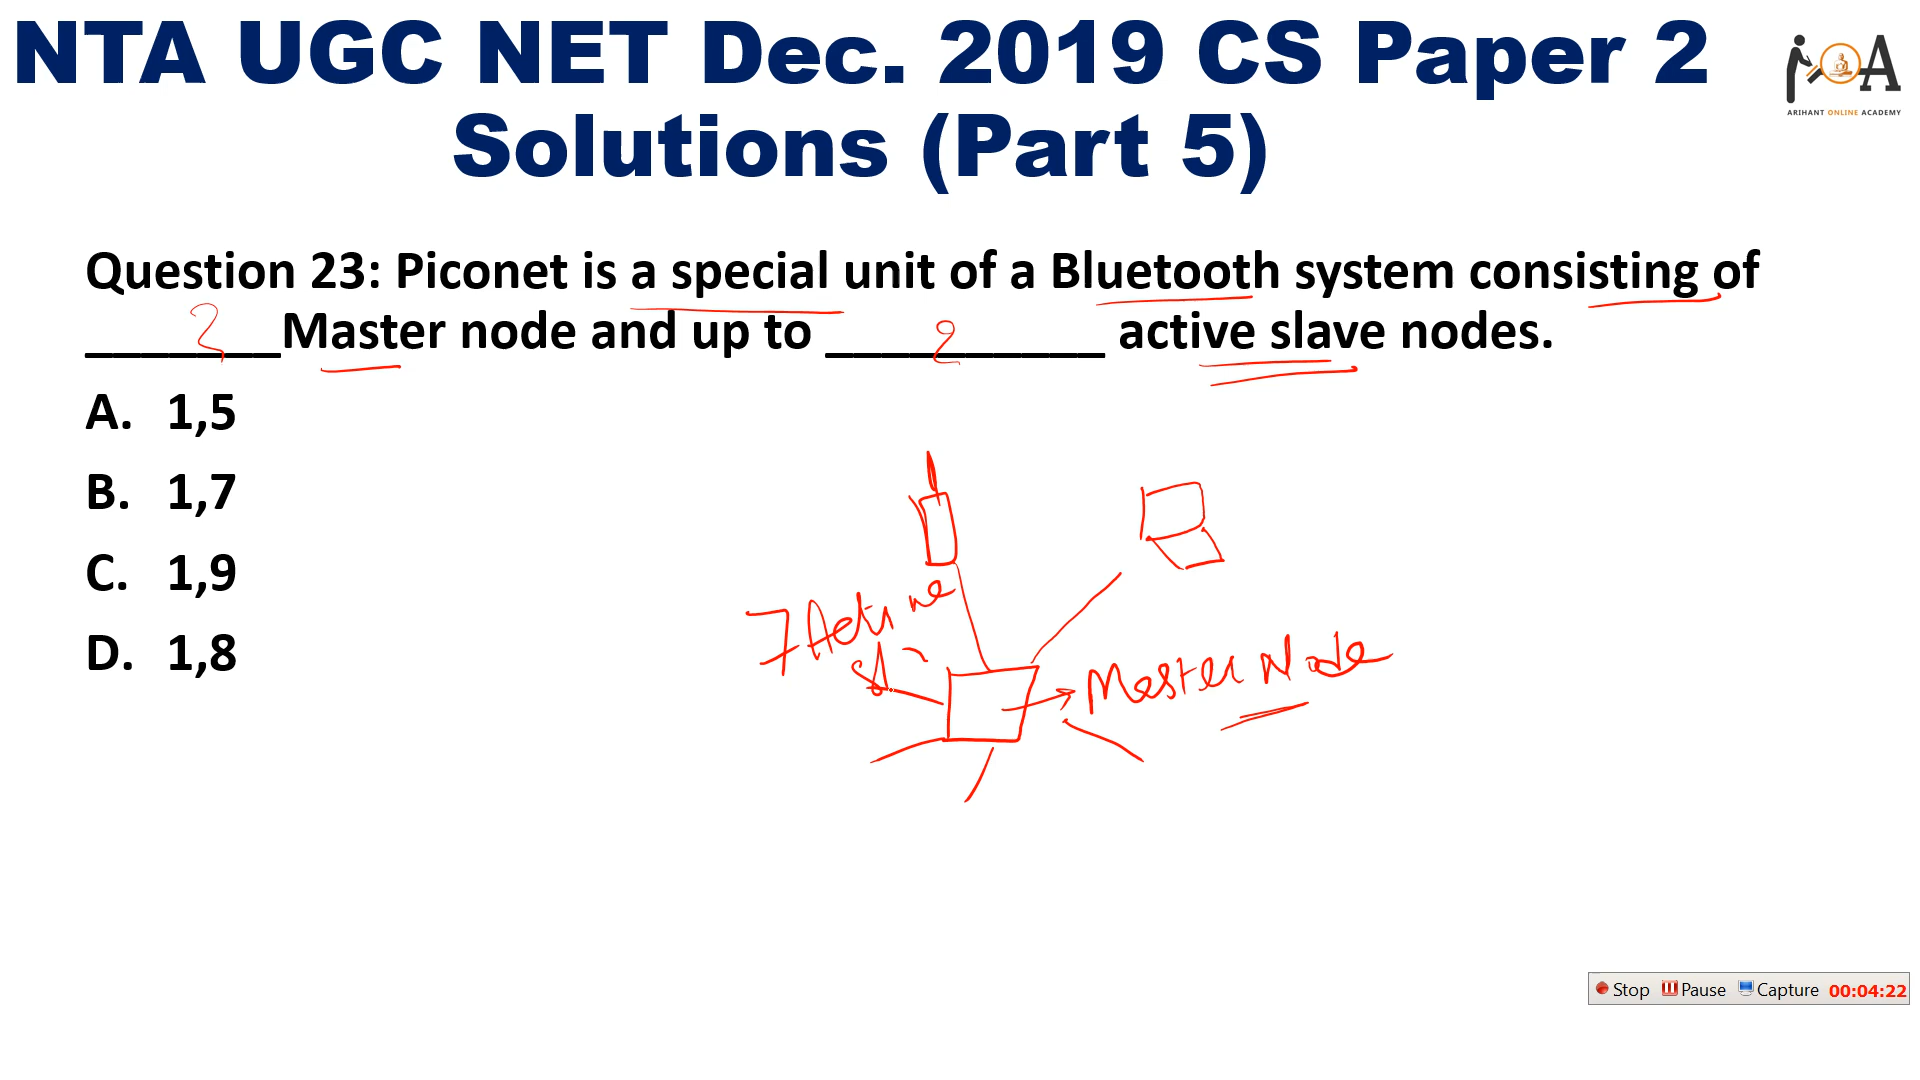 NTA UGC NET Dec. 2019 CS Paper 2
Solutions (Part 5)
ARIHANT ONLINE ACADEMY
Question 23: Piconet is a special unit of a Bluetooth system consisting of
_______Master node and up to __________ active slave nodes.
A. 1,5
B. 1,7
C. 1,9
D. 1,8
7 Active
Master Node
Stop Pause Capture 00:04:22